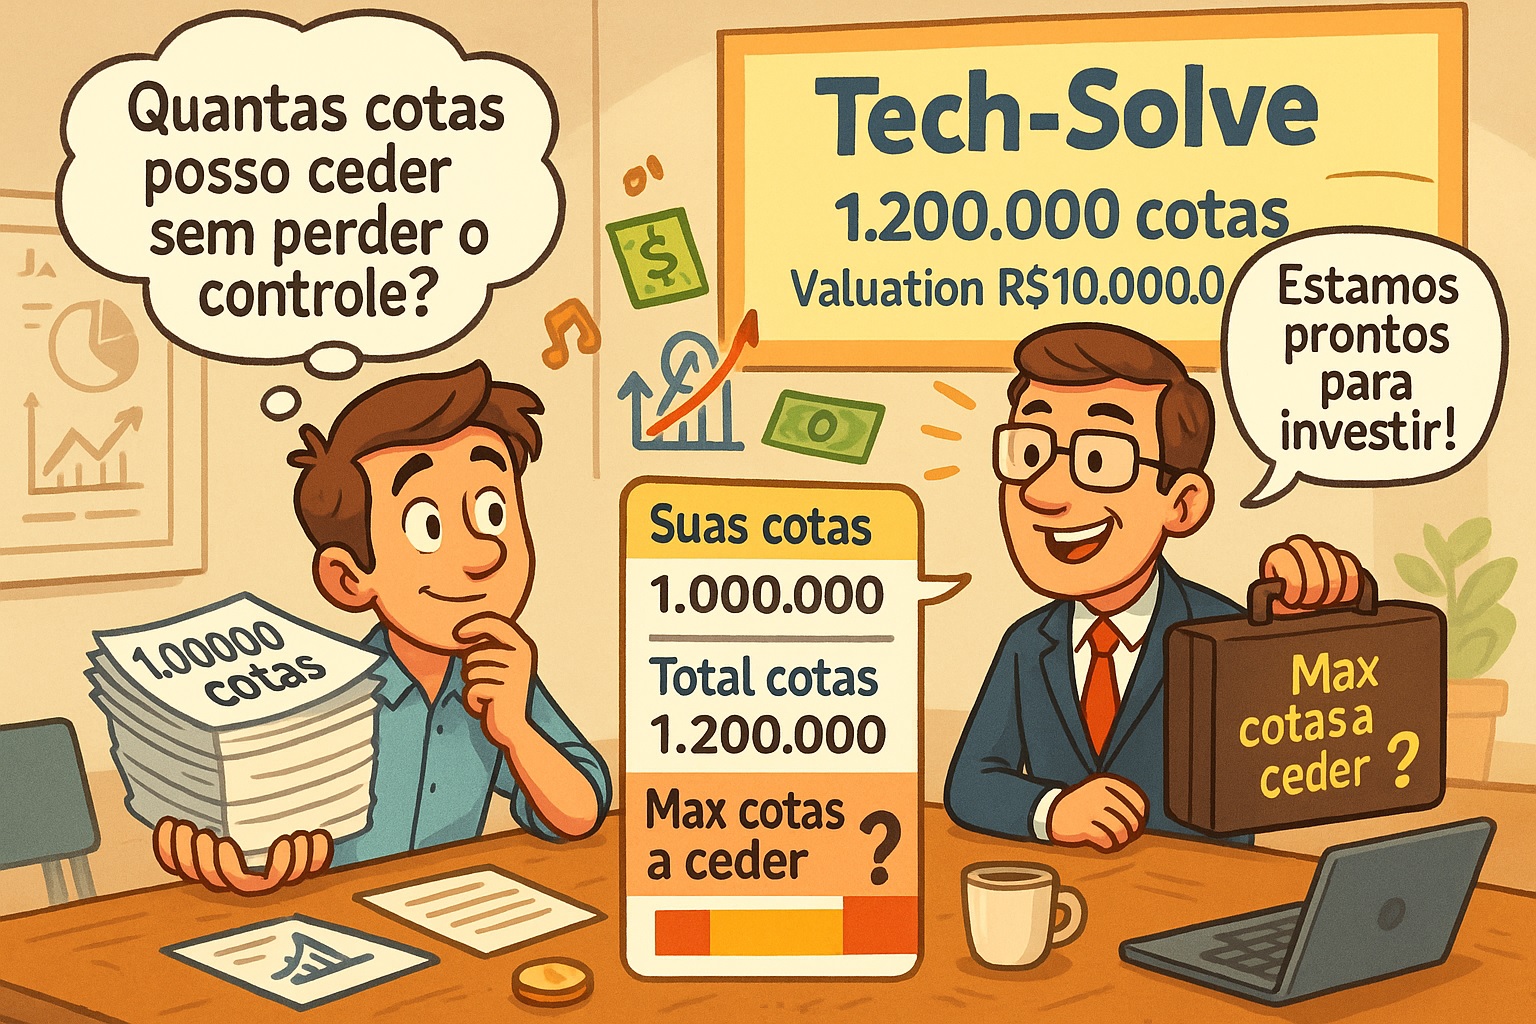 Quantas cotas
posso ceder
sem perder o
controle?
Tech-Solve
1.200.000 cotas
Valuation R$10.000.0
Estamos
prontos
para
investir!
Suas cotas
1.000.000
Total cotas
1.200.000
Max cotas
a ceder ?
1.00000
cotas
Max
cotas a
ceder ?